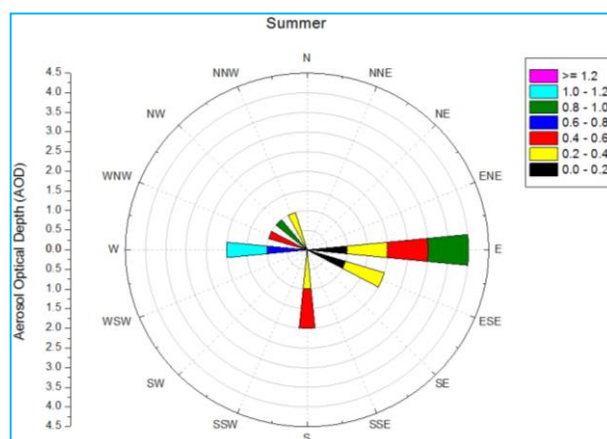 Summer
Aerosol Optical Depth (AOD)
4.5
4.0
3.5
3.0
2.5
2.0
1.5
1.0
0.5
0.0
0.5
1.0
1.5
2.0
2.5
3.0
3.5
4.0
4.5
N
NNE
NE
ENE
E
ESE
SE
SSE
S
SSW
SW
WSW
W
WNW
NW
NNW
>= 1.2
1.0 - 1.2
0.8 - 1.0
0.6 - 0.8
0.4 - 0.6
0.2 - 0.4
0.0 - 0.2